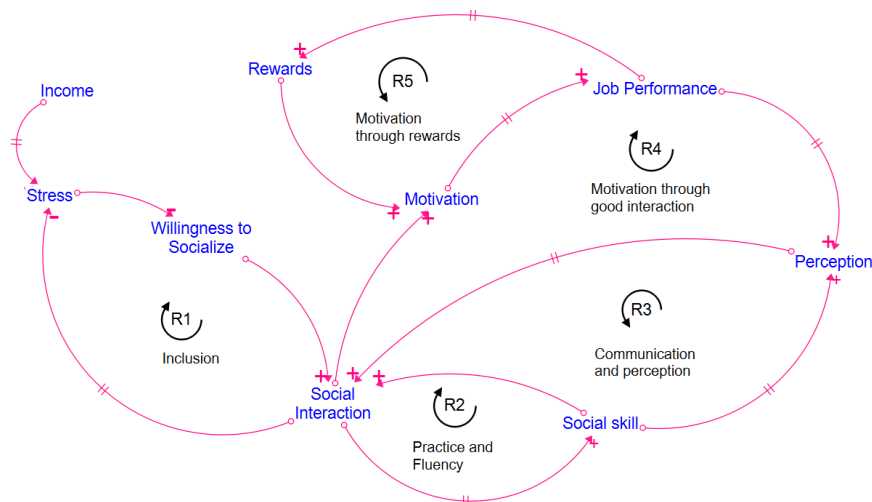 Rewards
R5
Motivation
through rewards
Job Performance
Income
R4
Motivation through
good interaction
Stress
Motivation
Willingness to
Socialize
Perception
R1
Inclusion
R3
Communication
and perception
Social
Interaction
R2
Practice and
Fluency
Social skill